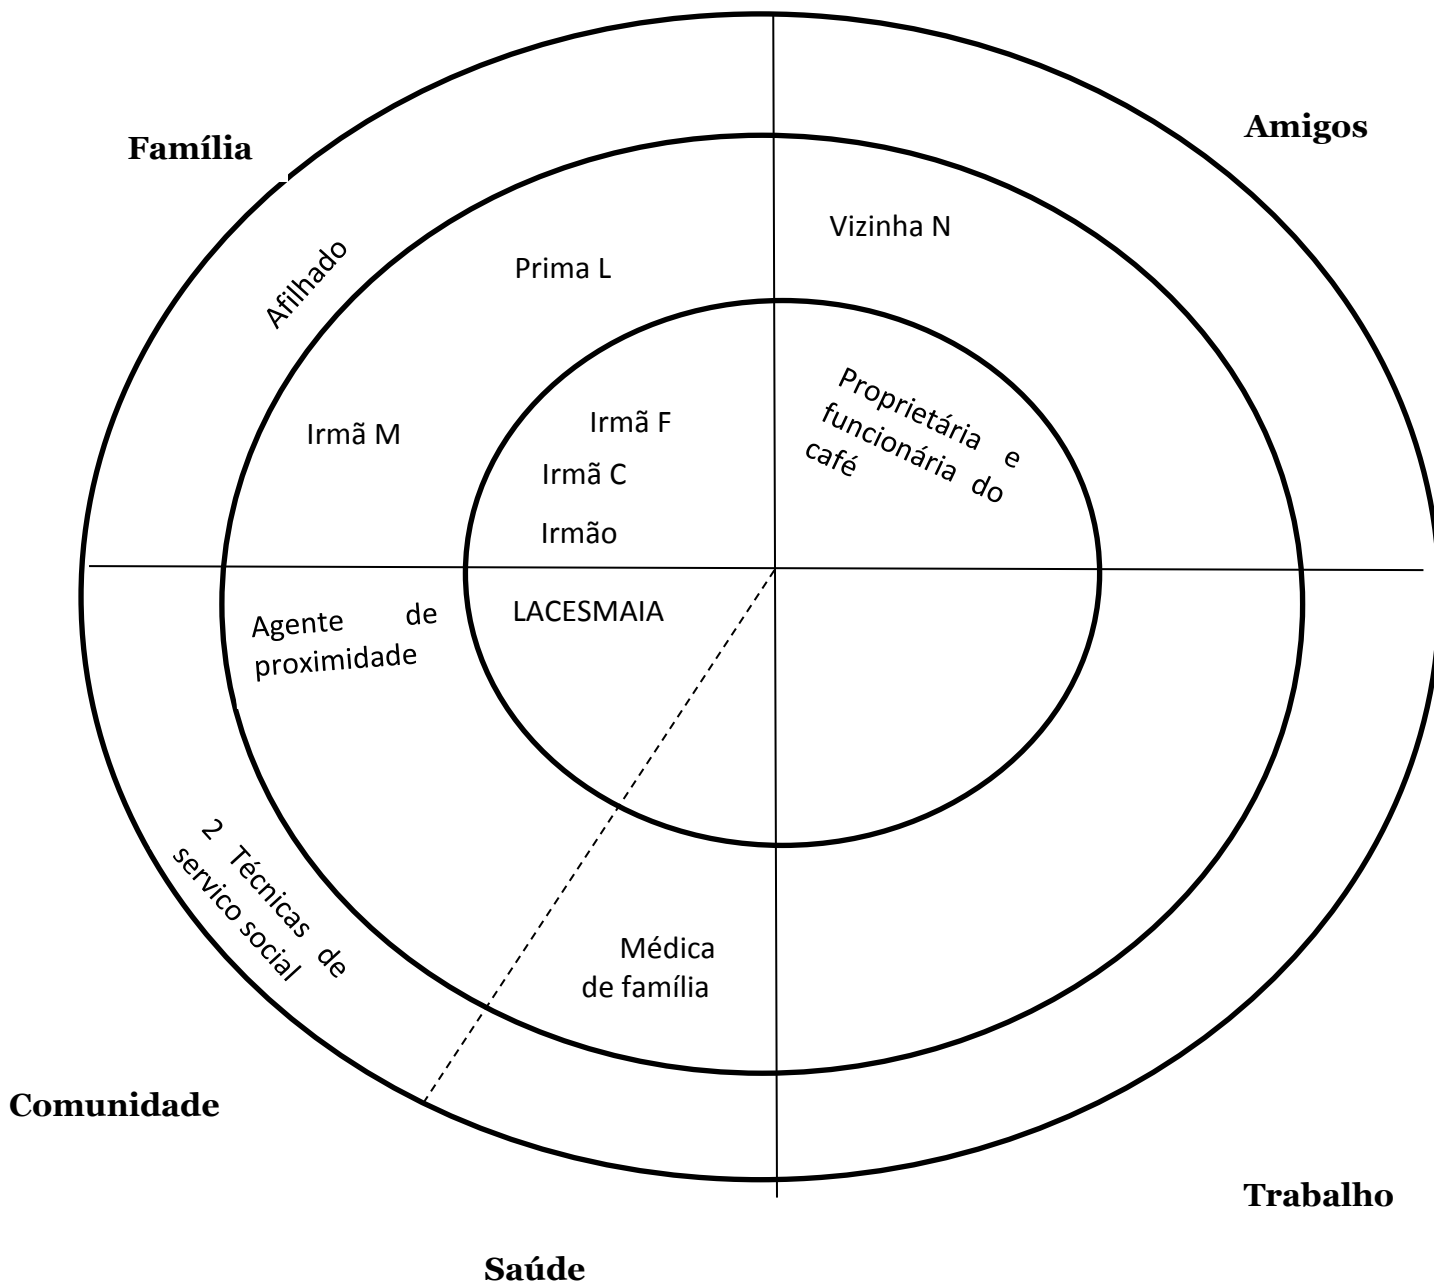 Família
Amigos
Afilhado
Prima L
Vizinha N
Irmã M
Irmã F
Irmã C
Irmão
Proprietária e
funcionária do
café
Agente de
proximidade
LACESMAIA
2 Técnicas de
servico social
Médica
de família
Comunidade
Trabalho
Saúde